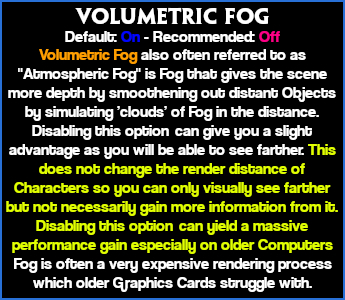 VOLUMETRIC FOG
Default: On - Recommended: Off
Volumetric Fog also often referred to as
"Atmospheric Fog" is Fog that gives the scene
more depth by smoothening out distant Objects
by simulating 'clouds' of Fog in the distance.
Disabling this option can give you a slight
advantage as you will be able to see farther. This
does not change the render distance of
Characters so you can only visually see farther
but not necessarily gain more information from it.
Disabling this option can yield a massive
performance gain especially on older Computers
Fog is often a very expensive rendering process
which older Graphics Cards struggle with.